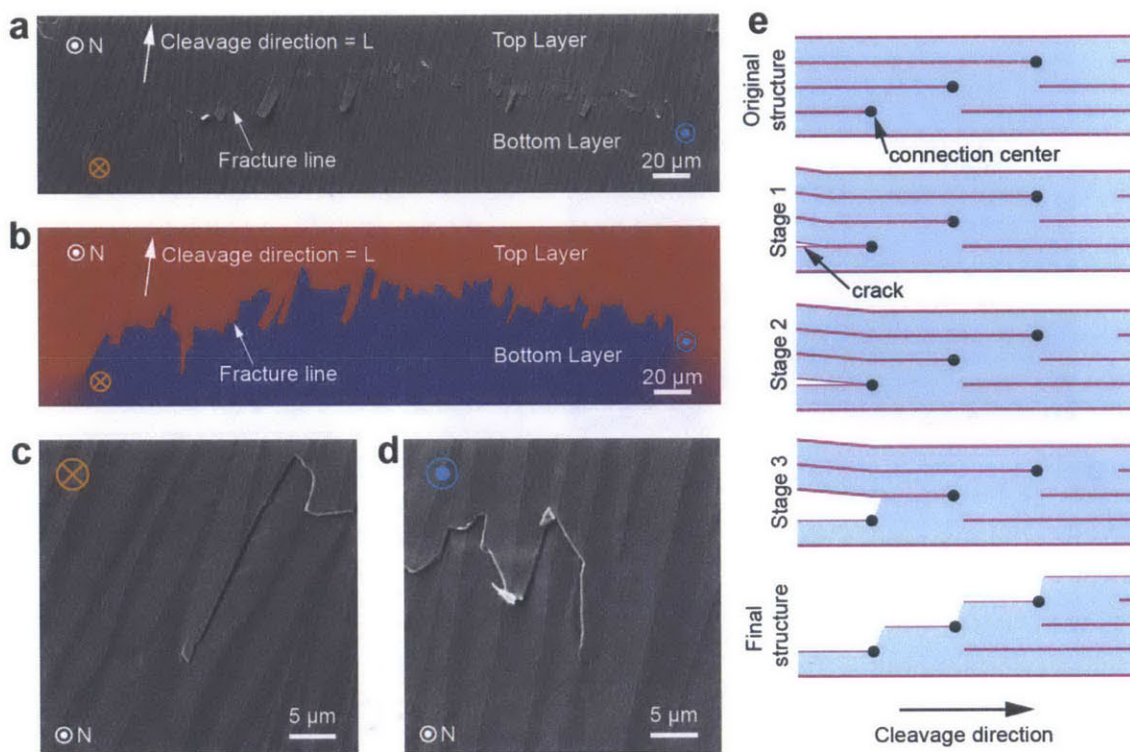 a
N
Cleavage direction = L
Top Layer
Fracture line
Bottom Layer
20 μm
b
N
Cleavage direction = L
Top Layer
Fracture line
Bottom Layer
20 μm
c
N
5 μm
d
N
5 μm
e
Original
structure
connection center
Stage 1
crack
Stage 2
Stage 3
Final
structure
Cleavage direction